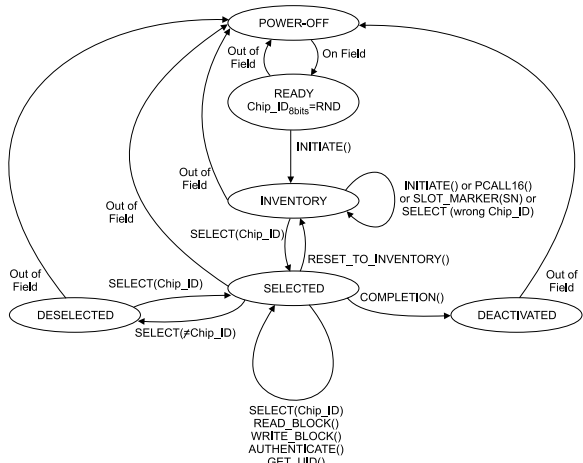 POWER-OFF
Out of
Field
On Field
READY
Chip_ID8bits=RND
Out of
Field
INITIATE()
INVENTORY
INITIATE() or PCALL16()
or SLOT_MARKER(SN) or
SELECT (wrong Chip_ID)
Out of
Field
SELECT(Chip_ID)
RESET_TO_INVENTORY()
Out of
Field
SELECT(Chip_ID)
SELECTED
Out of
Field
COMPLETION()
DESELECTED
DEACTIVATED
SELECT(≠Chip_ID)
SELECT(Chip_ID)
READ_BLOCK()
WRITE_BLOCK()
AUTHENTICATE()
GET_UID()